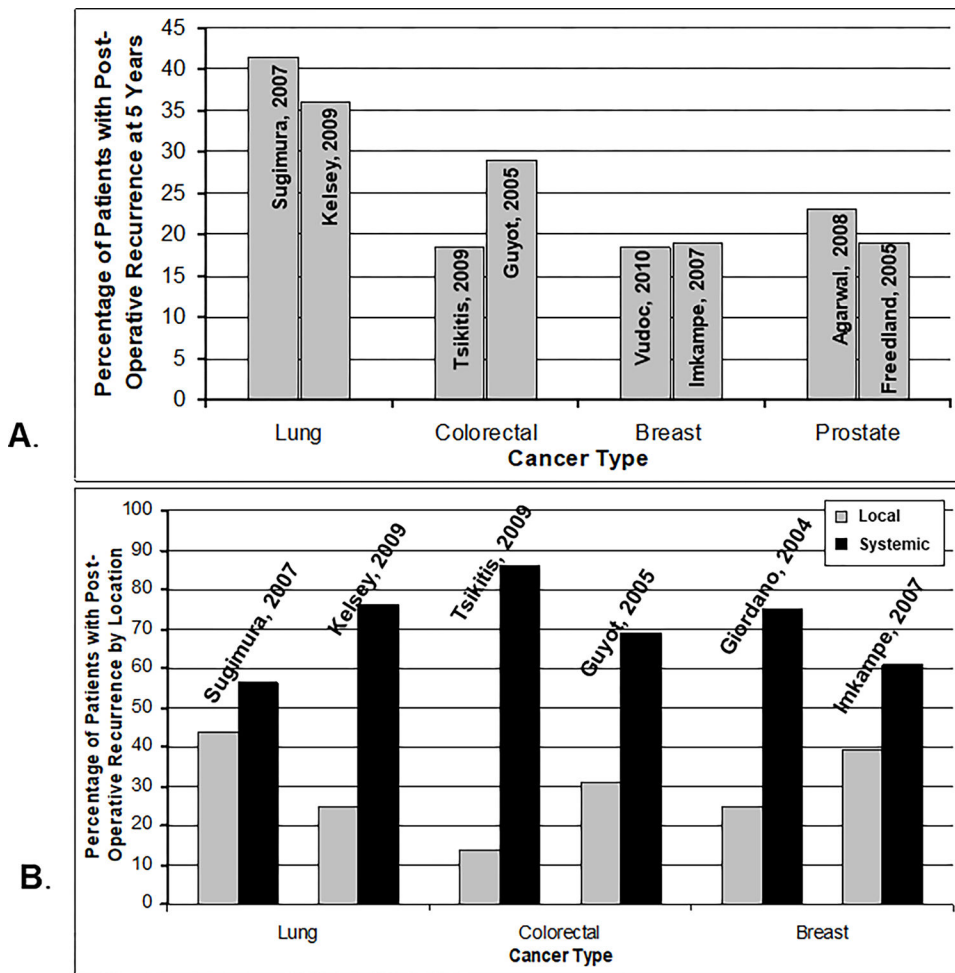 Percentage of Patients with Post-
Operative Recurrence at 5 Years
45
40
35
30
25
20
15
10
5
0
Sugimura, 2007
Kelsey, 2009
Tsikitis, 2009
Guyot, 2005
Vudoc, 2010
Imkampe, 2007
Agarwal, 2008
Freedland, 2005
Lung
Colorectal
Breast
Prostate
Cancer Type
A.
Percentage of Patients with Post-
Operative Recurrence by Location
100
90
80
70
60
50
40
30
20
10
0
Sugimura, 2007
Kelsey, 2009
Tsikitis, 2009
Guyot, 2005
Giordano, 2004
Imkampe, 2007
Local
Systemic
Lung
Colorectal
Breast
Cancer Type
B.